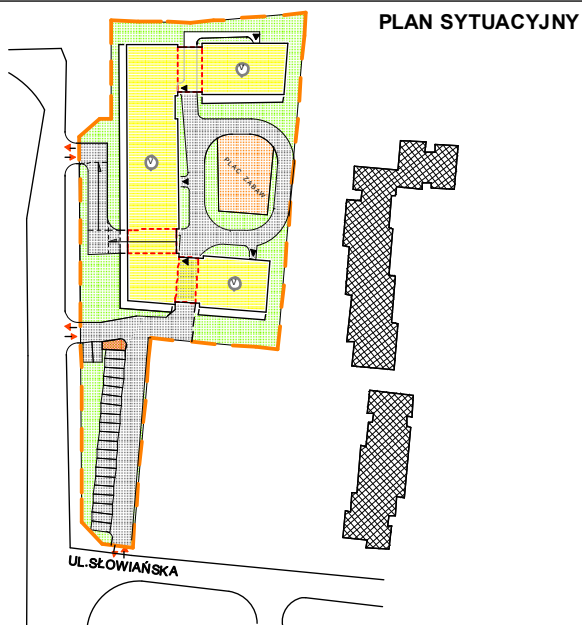 PLAN SYTUACYJNY
V
V
PLAC ZABAW
V
UL.SŁOWIAŃSKA